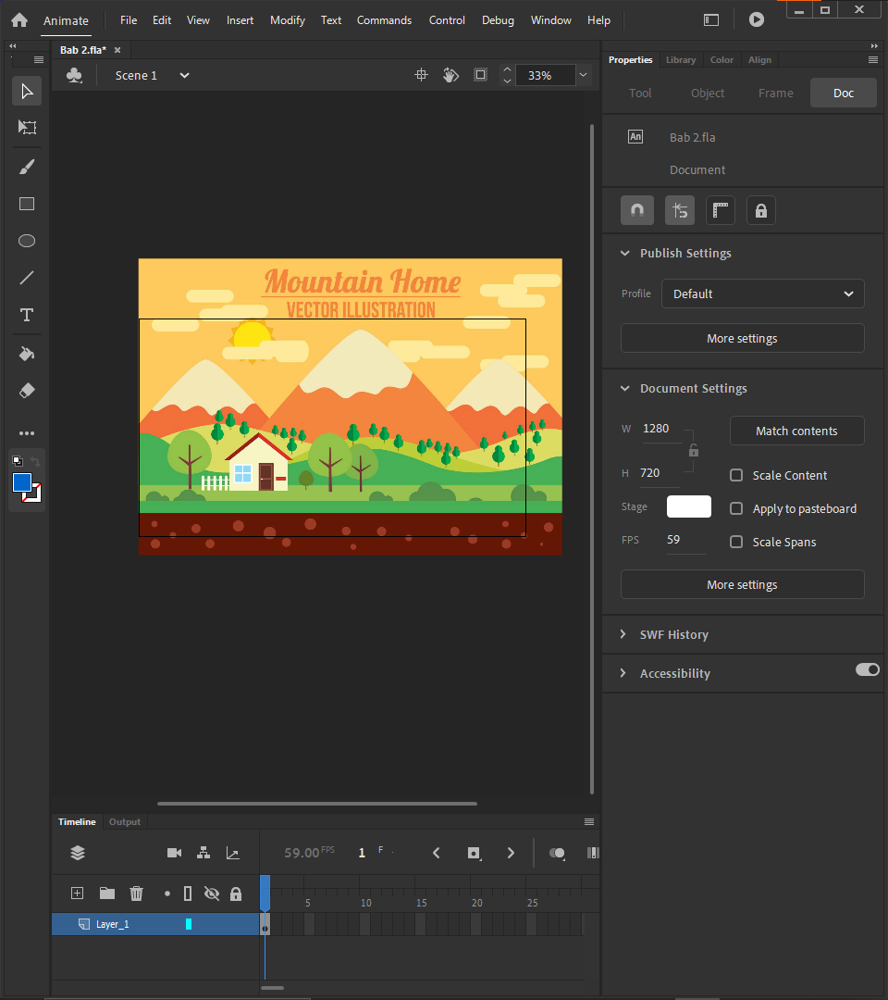 Animate File Edit View Insert Modify Text Commands Control Debug Window Help
Bab 2.fla*
Scene 1
33%
Mountain Home
VECTOR ILLUSTRATION
Properties Library Color Align
Tool Object Frame Doc
An Bab 2.fla
Document
Publish Settings
Profile Default
More settings
Document Settings
W 1280 Match contents
H 720 Scale Content
Stage Apply to pasteboard
FPS 59 Scale Spans
More settings
SWF History
Accessibility
Timeline Output
59.00 FPS 1 F
5 10 15 20 25
Layer_1